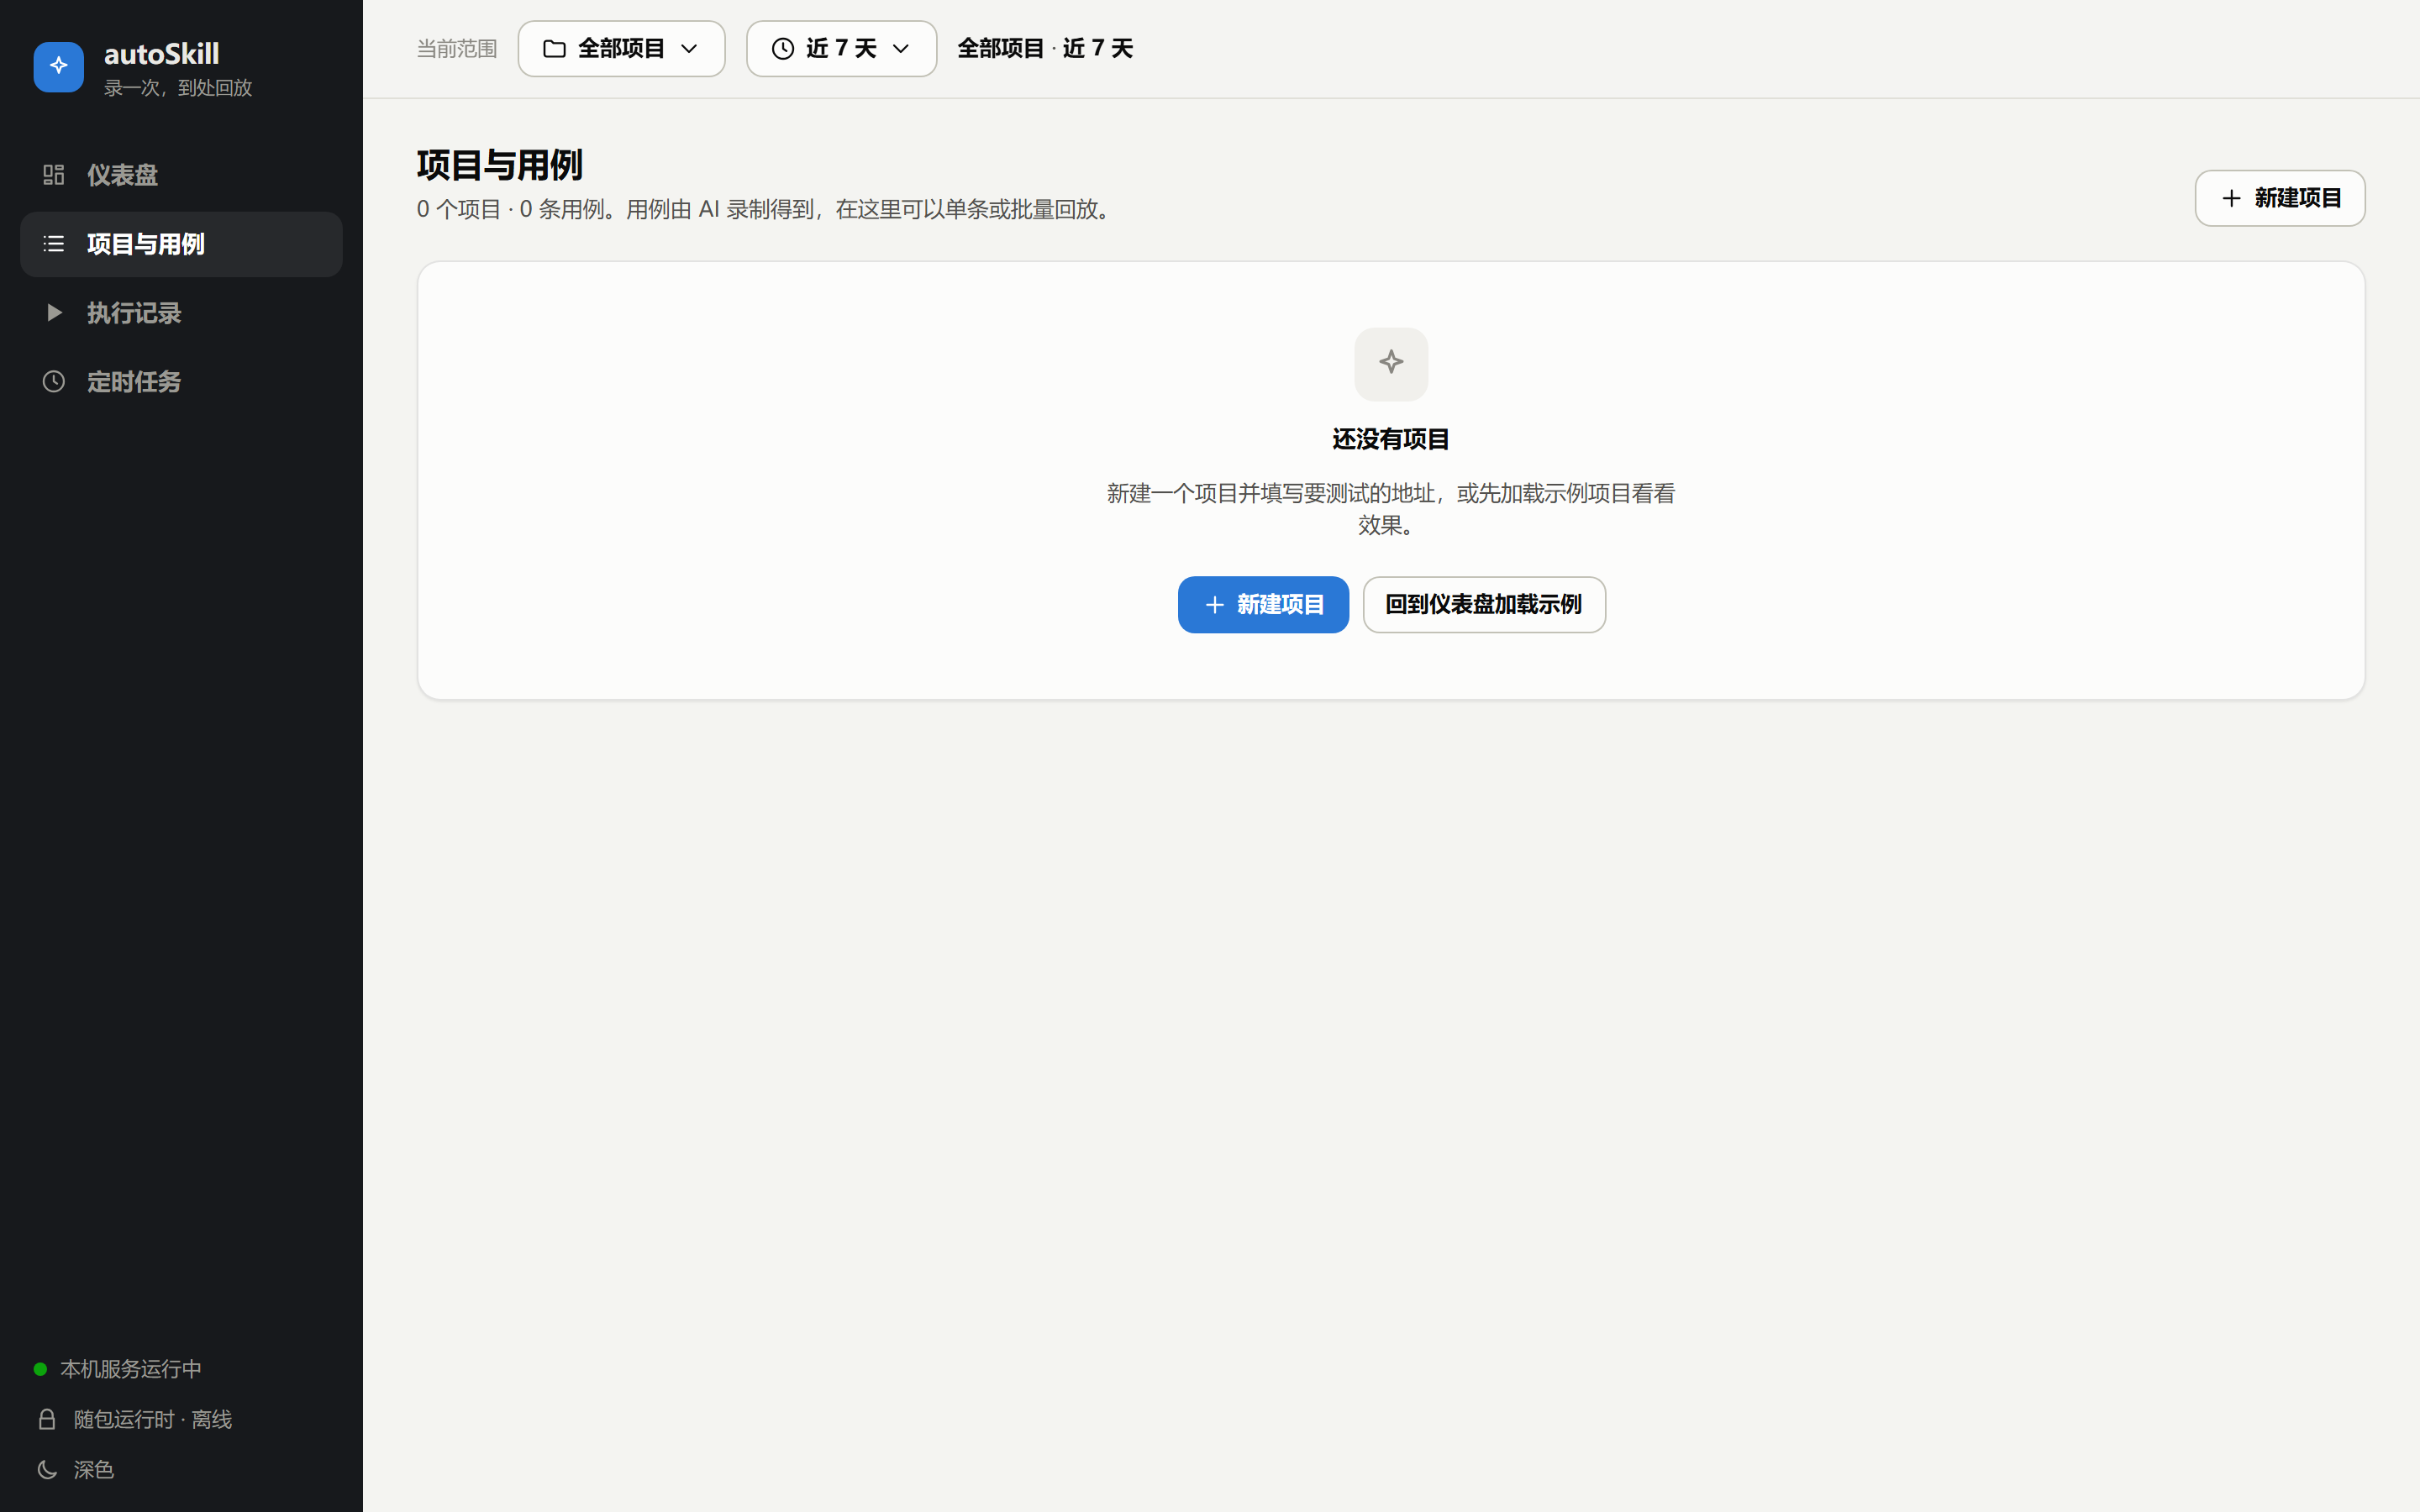 autoSkill
录一次，到处回放
仪表盘
项目与用例
执行记录
定时任务
本机服务运行中
随包运行时 · 离线
深色
当前范围
全部项目
近 7 天
全部项目 · 近 7 天
项目与用例
0 个项目 · 0 条用例。用例由 AI 录制得到，在这里可以单条或批量回放。
新建项目
还没有项目
新建一个项目并填写要测试的地址，或先加载示例项目看看
效果。
新建项目
回到仪表盘加载示例